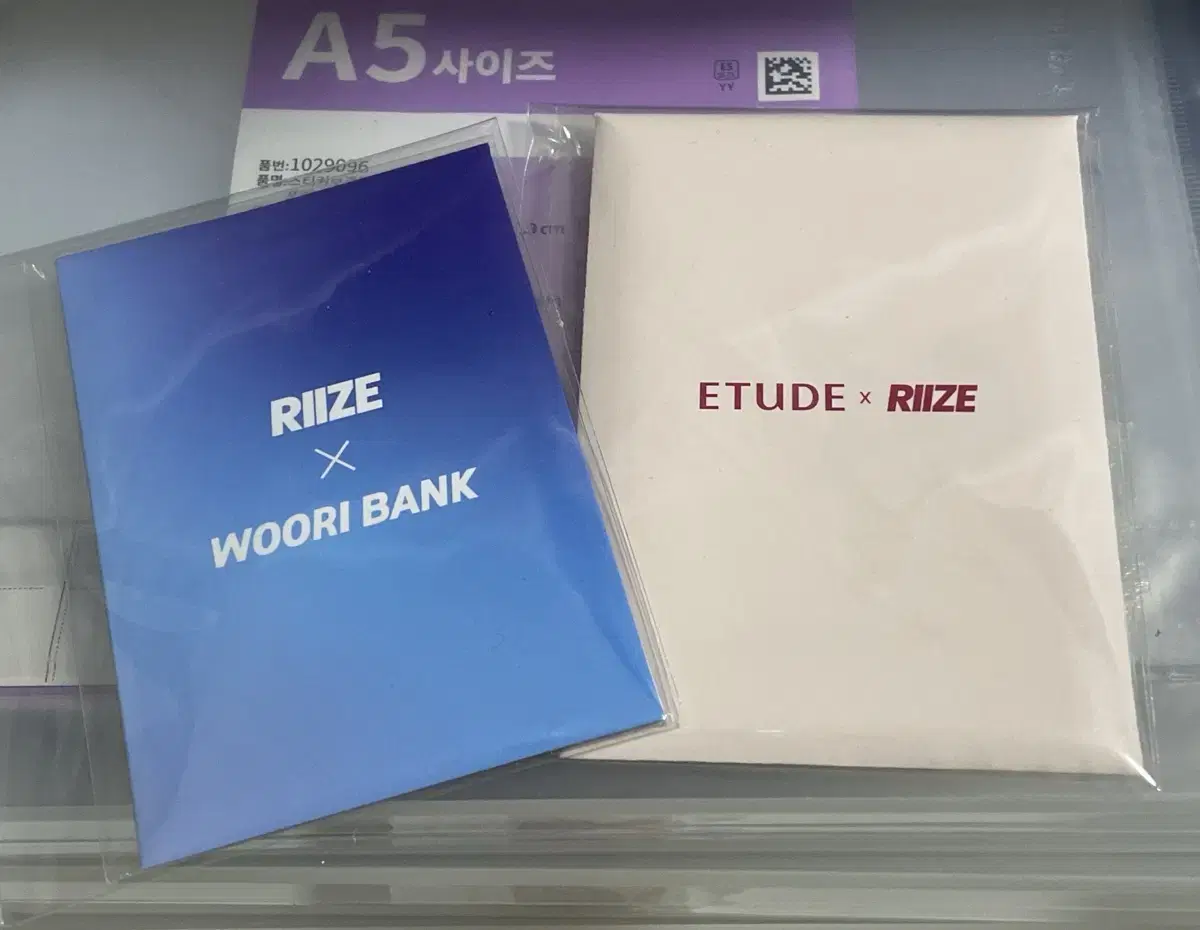 A5 사이즈
품번:1029096
RIIZE
×
WOORI BANK
ETUDE × RIIZE